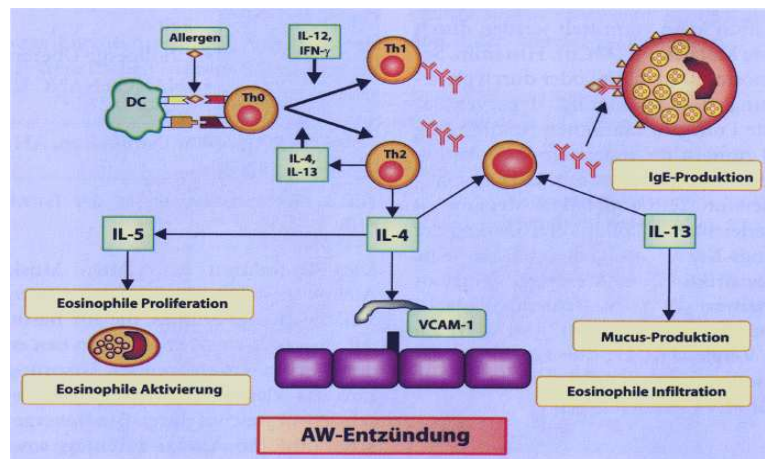 Allergen
IL-12,
IFN-γ
Th1
DC
Th0
IL-4,
IL-13
Th2
IgE-Produktion
IL-5
IL-4
IL-13
Eosinophile Proliferation
VCAM-1
Mucus-Produktion
Eosinophile Aktivierung
Eosinophile Infiltration
AW-Entzündung